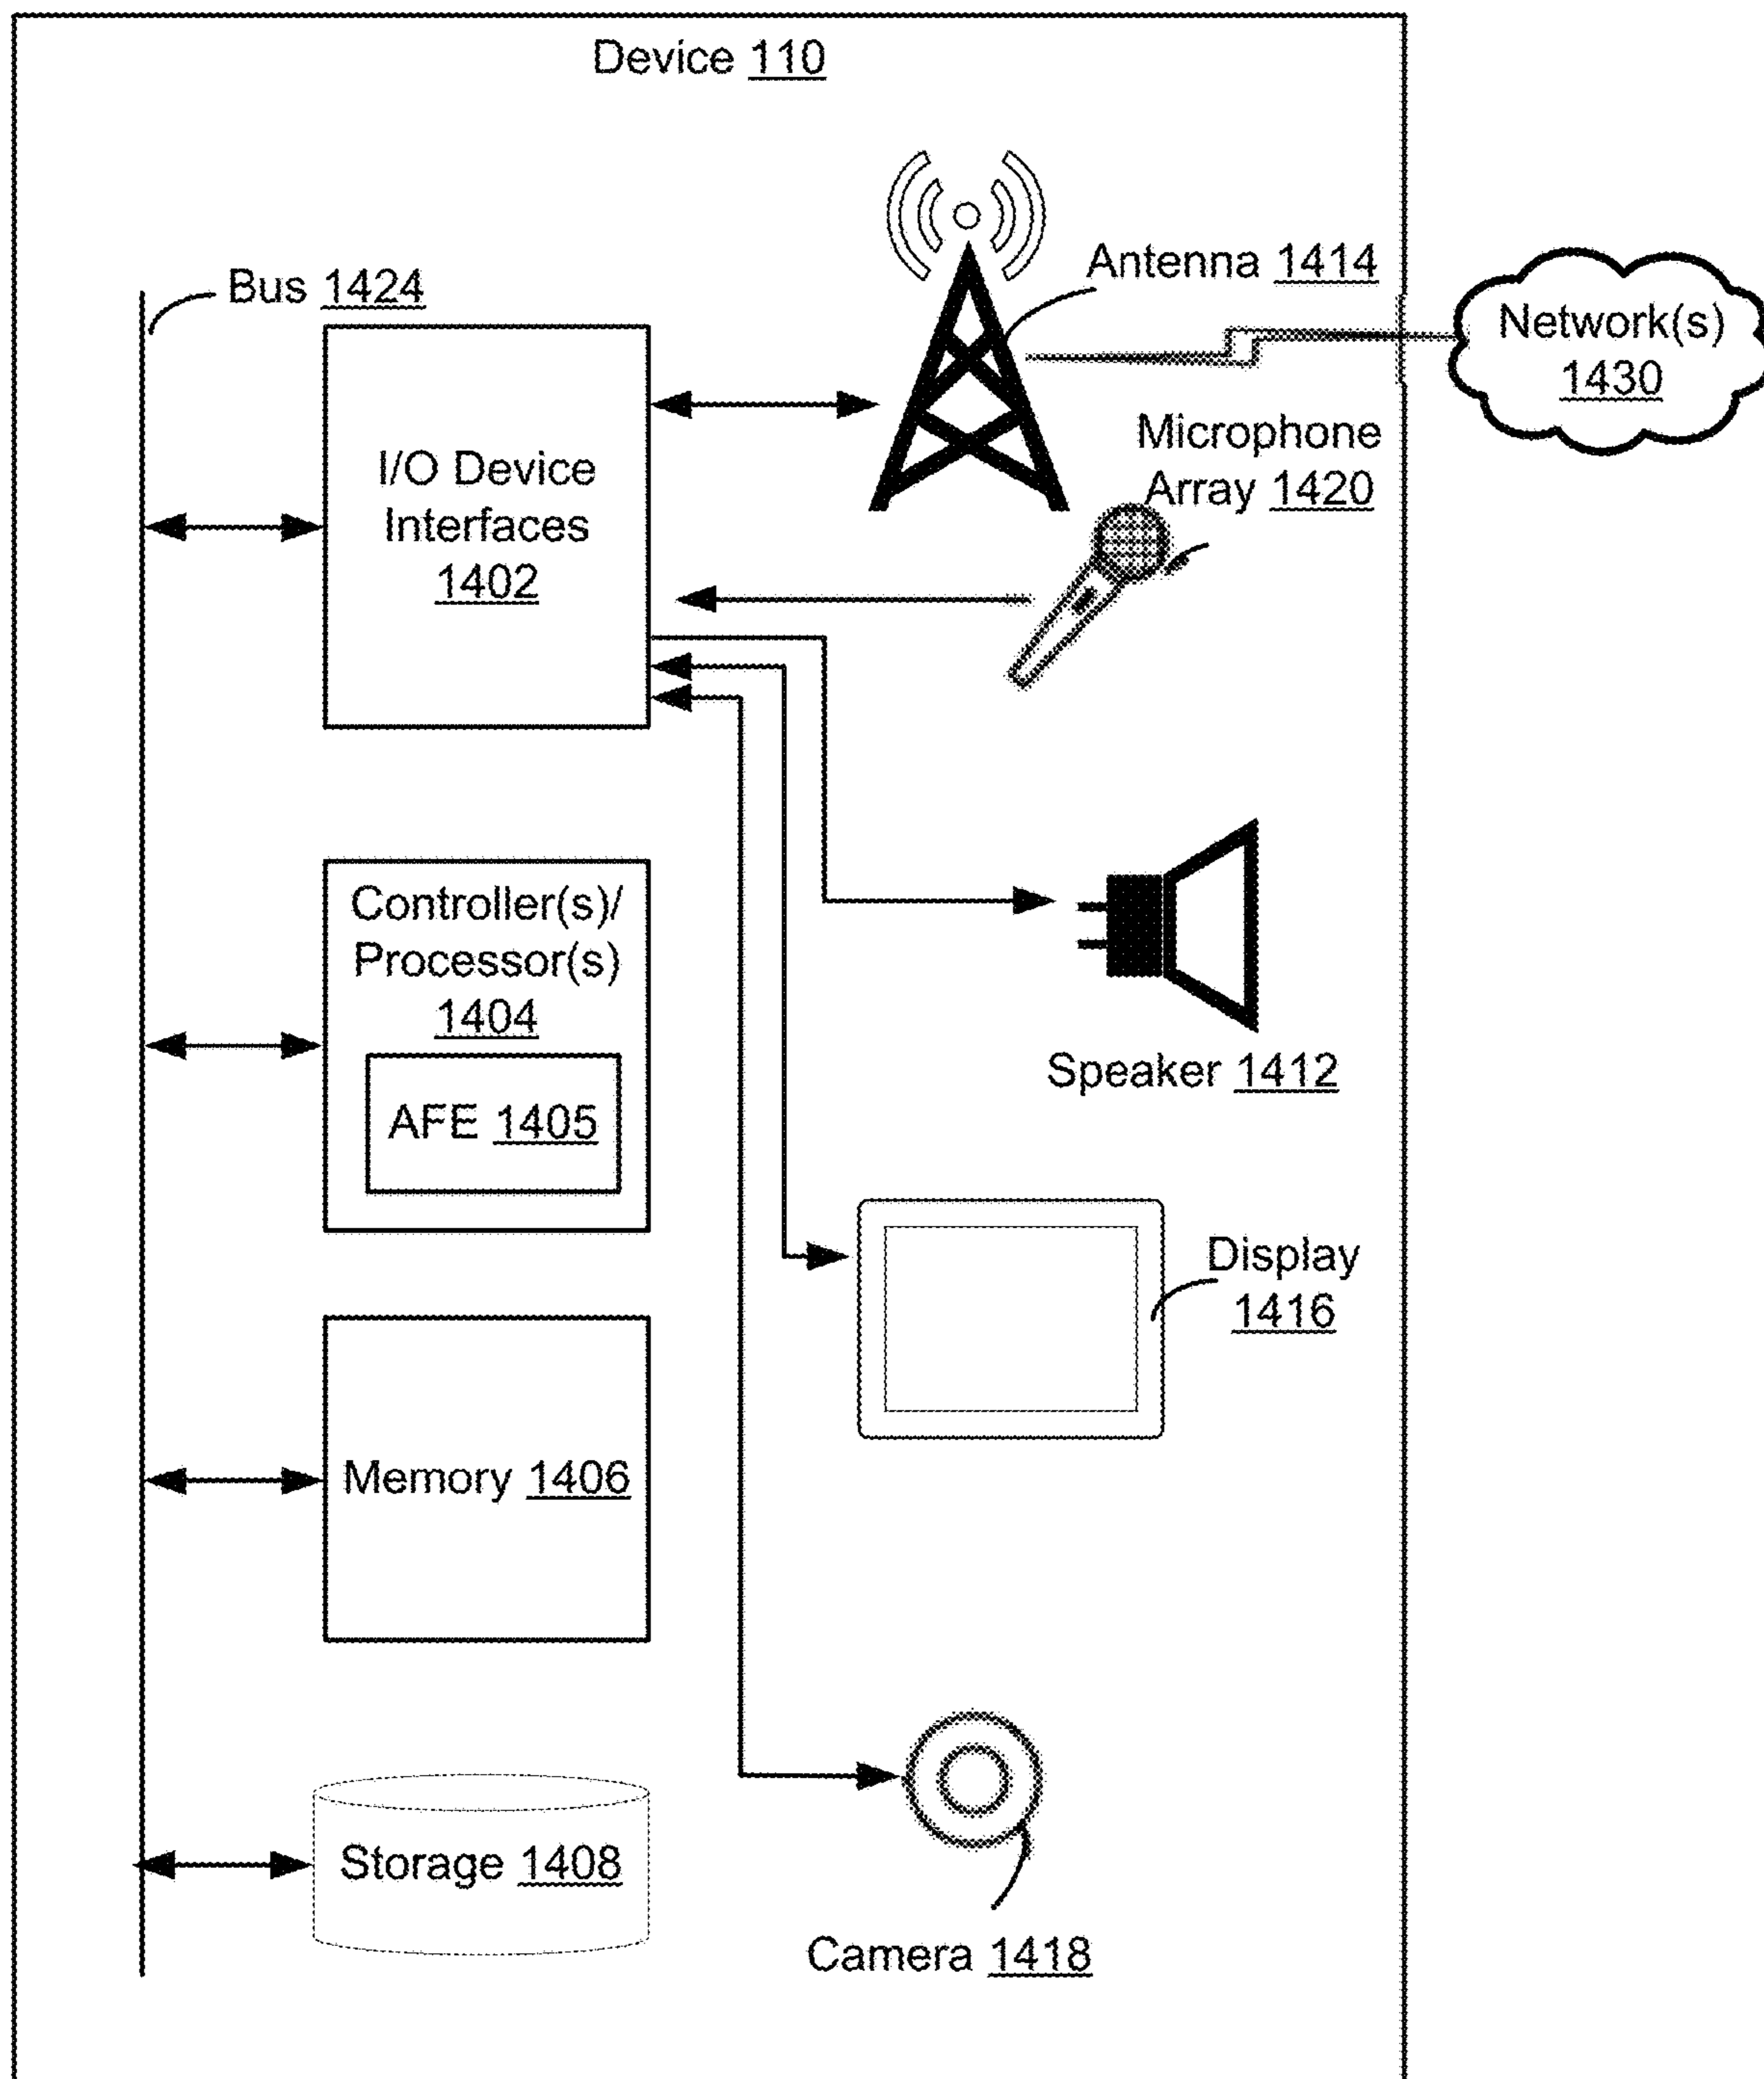 Device 110
Bus 1424
Antenna 1414
Network(s)
1430
I/O Device
Interfaces
1402
Microphone
Array 1420
Controller(s)/
Processor(s)
1404
AFE 1405
Speaker 1412
Display
1416
Memory 1406
Storage 1408
Camera 1418